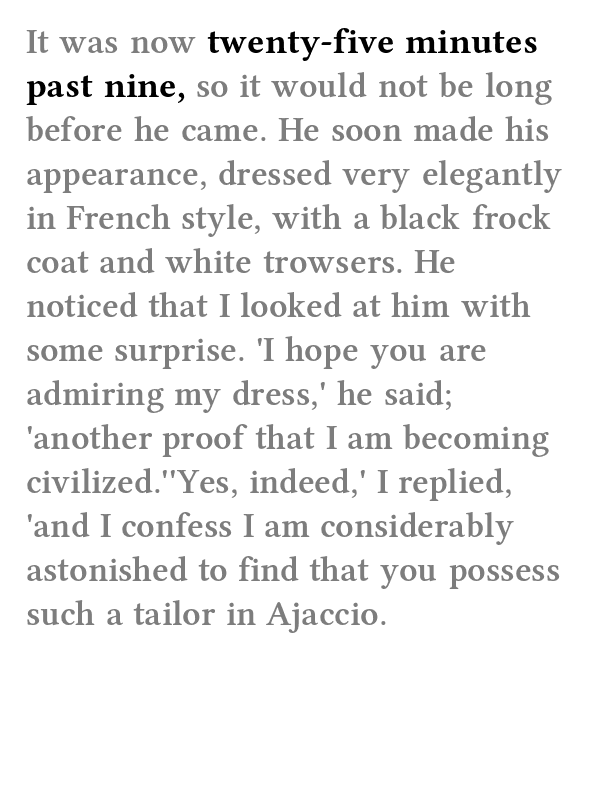 It was now twenty-five minutes
past nine, so it would not be long
before he came. He soon made his
appearance, dressed very elegantly
in French style, with a black frock
coat and white trowsers. He
noticed that I looked at him with
some surprise. 'I hope you are
admiring my dress,' he said;
'another proof that I am becoming
civilized.''Yes, indeed,' I replied,
'and I confess I am considerably
astonished to find that you possess
such a tailor in Ajaccio.